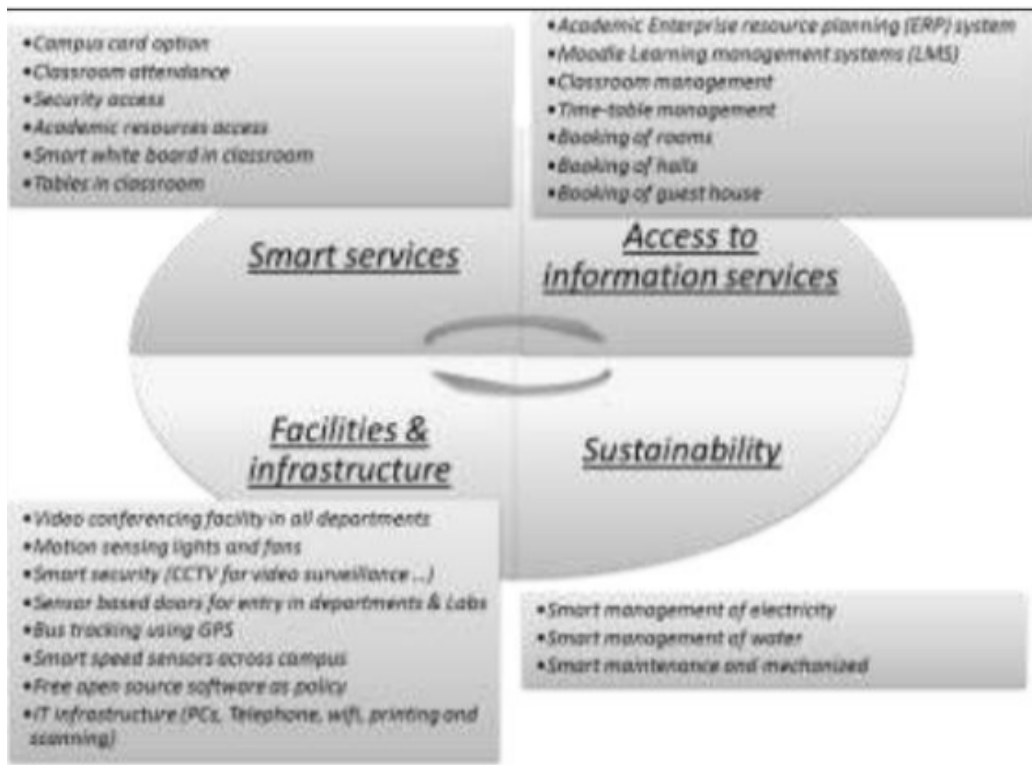 •Campus card option
•Classroom attendance
•Security access
•Academic resources access
•Smart white board in classroom
•Tables in classroom
•Academic Enterprise resource planning (ERP) system
•Moodle Learning management systems (LMS)
•Classroom management
•Time-table management
•Booking of rooms
•Booking of halls
•Booking of guest house
Smart services
Access to
information services
Facilities &
infrastructure
Sustainability
•Video conferencing facility in all departments
•Motion sensing lights and fans
•Smart security (CCTV for video surveillance ...)
•Sensor based doors for entry in departments & Labs
•Bus tracking using GPS
•Smart speed sensors across campus
•Free open source software as policy
•IT infrastructure (PCs, Telephone, wifi, printing and
scanning)
•Smart management of electricity
•Smart management of water
•Smart maintenance and mechanized